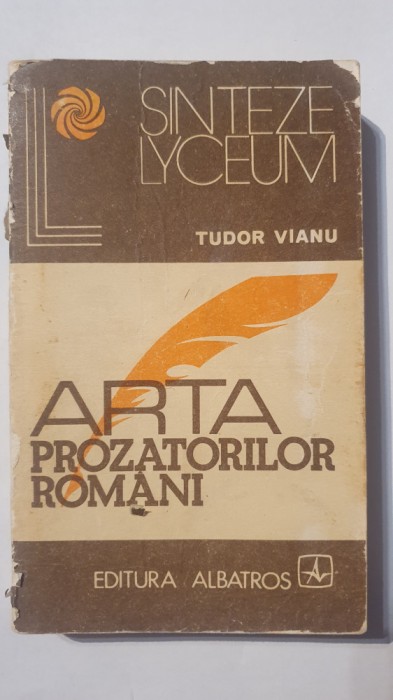 SINTEZE
LYCEUM
TUDOR VIANU
ARTA
PROZATORILOR
ROMÂNI
EDITURA ALBATROS